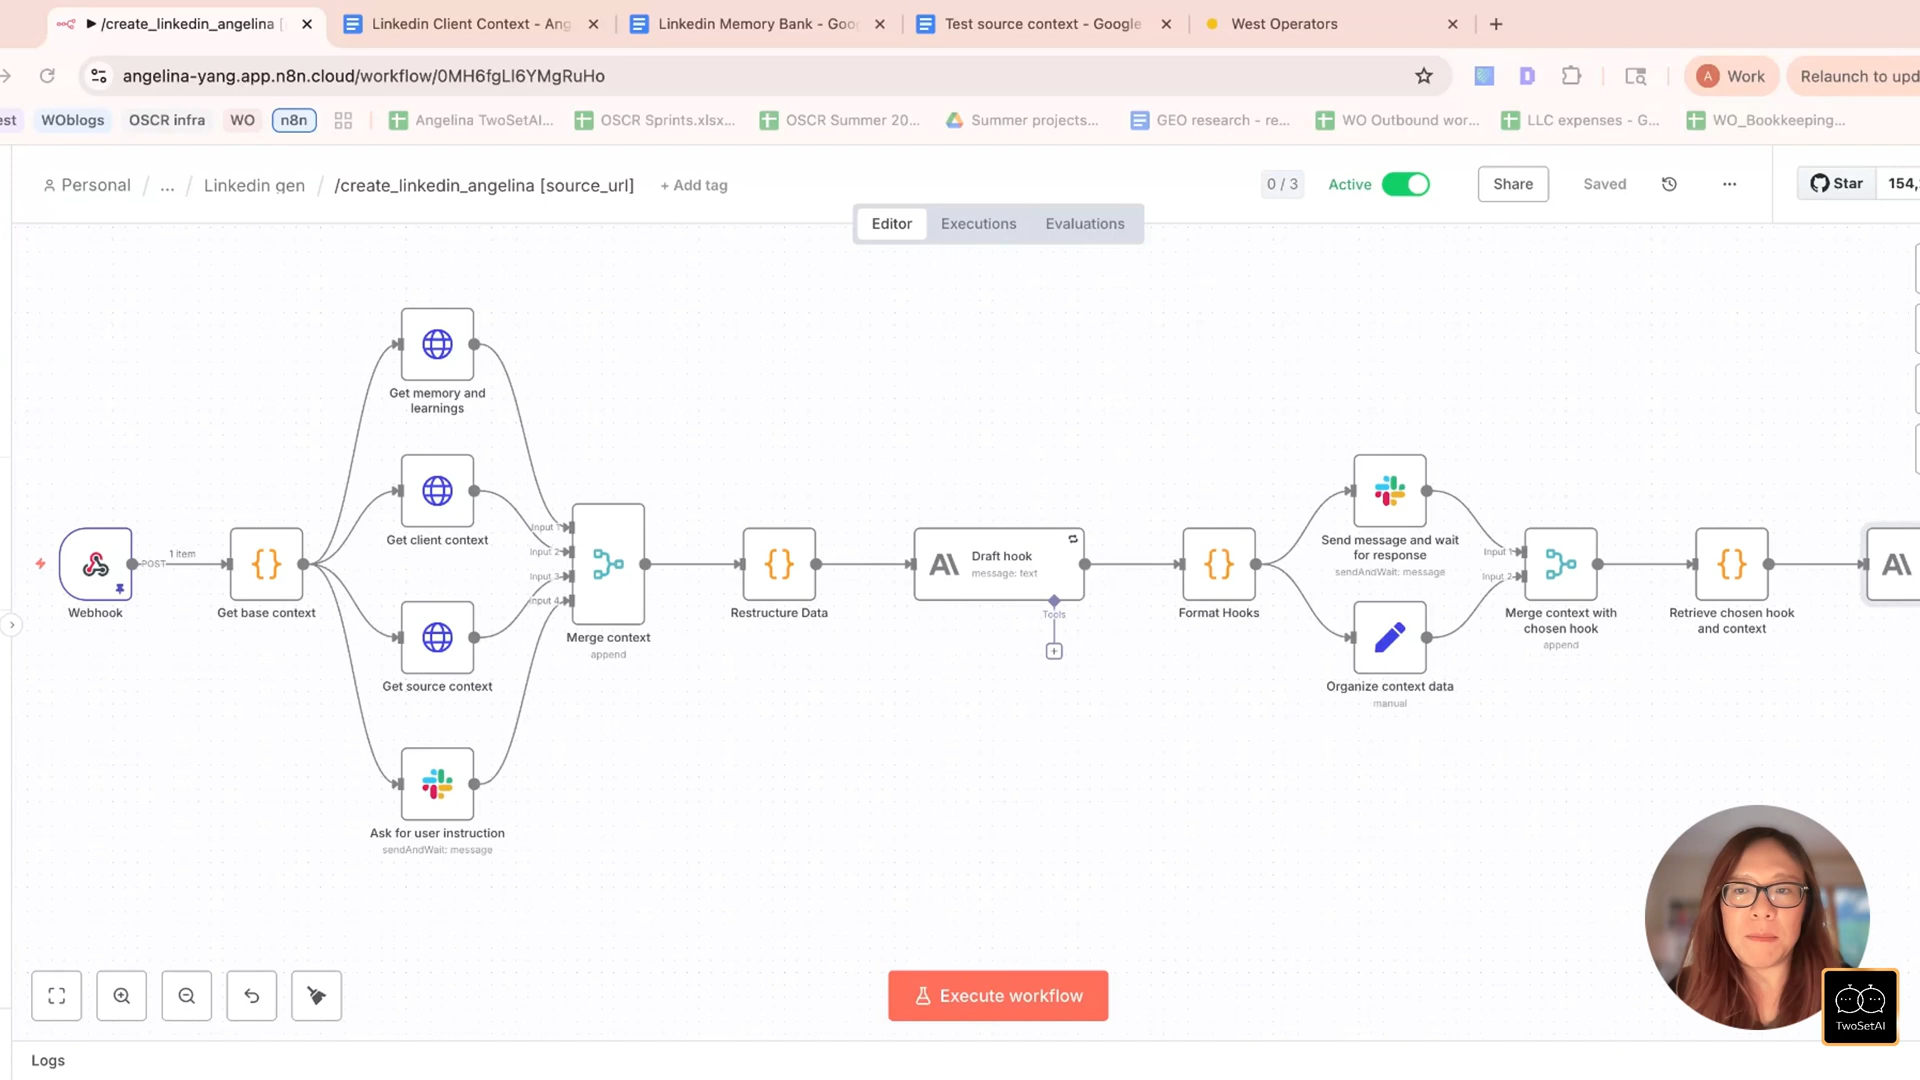 /create_linkedin_angelina [
Linkedin Client Context - Ang
Linkedin Memory Bank - Goo
Test source context - Google
West Operators
angelina-yang.app.n8n.cloud/workflow/0MH6fgLI6YMgRuHo
A Work
Relaunch to upd
est
WOblogs
OSCR infra
WO
n8n
Angelina TwoSetAI...
OSCR Sprints.xlsx...
OSCR Summer 20...
Summer projects...
GEO research - re...
WO Outbound wor...
LLC expenses - G...
WO_Bookkeeping...
Personal / ... / Linkedin gen / /create_linkedin_angelina [source_url] + Add tag
0 / 3
Active
Share
Saved
...
Star
154,
Editor
Executions
Evaluations
Get memory and
learnings
Get client context
POST
1 item
Webhook
Get base context
Get source context
Ask for user instruction
sendAndWait: message
Input 1
Input 2
Input 3
Input 4
Merge context
append
Restructure Data
Draft hook
message: text
Tools
Format Hooks
Send message and wait
for response
sendAndWait: message
Organize context data
manual
Input 1
Input 2
Merge context with
chosen hook
append
Retrieve chosen hook
and context
Execute workflow
TwoSetAI
Logs